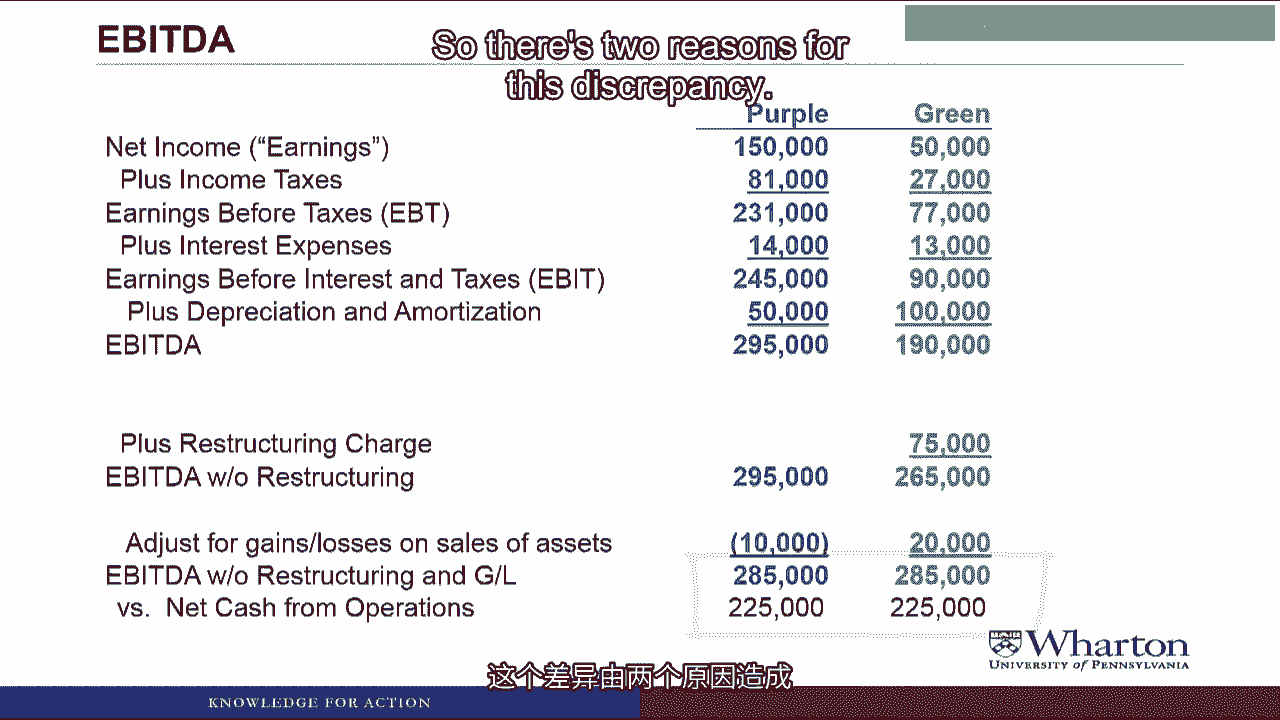 EBITDA
So there's two reasons for
this discrepancy.
Purple Green
Net Income (“Earnings”) 150,000 50,000
Plus Income Taxes 81,000 27,000
Earnings Before Taxes (EBT) 231,000 77,000
Plus Interest Expenses 14,000 13,000
Earnings Before Interest and Taxes (EBIT) 245,000 90,000
Plus Depreciation and Amortization 50,000 100,000
EBITDA 295,000 190,000
Plus Restructuring Charge 75,000
EBITDA w/o Restructuring 295,000 265,000
Adjust for gains/losses on sales of assets (10,000) 20,000
EBITDA w/o Restructuring and G/L 285,000 285,000
vs. Net Cash from Operations 225,000 225,000
Wharton
UNIVERSITY of PENNSYLVANIA
这个差异由两个原因造成
KNOWLEDGE FOR ACTION